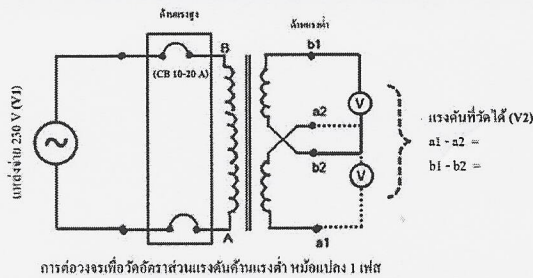 ด้านแรงสูง
ด้านแรงต่ำ
B
b1
(CB 10-20 A)
V
a2
แรงดันที่วัดได้ (V2)
แหล่งจ่าย 230 V (V1)
a1 - a2 =
b2
b1 - b2 =
V
A
a1
การต่อวงจรเพื่อวัดอัตราส่วนแรงดันด้านแรงต่ำ หม้อแปลง 1 เฟส